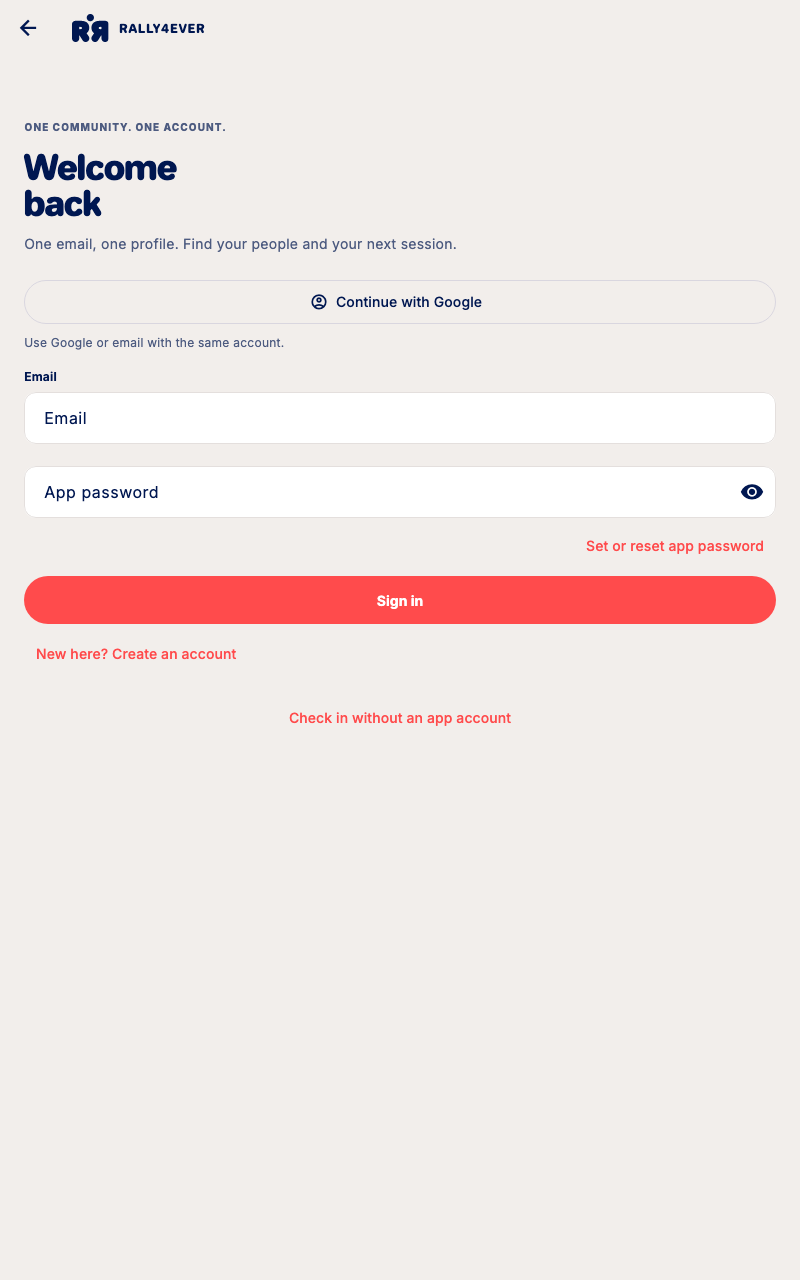 RALLY4EVER
ONE COMMUNITY. ONE ACCOUNT.
Welcome
back
One email, one profile. Find your people and your next session.
Continue with Google
Use Google or email with the same account.
Email
Email
App password
Set or reset app password
Sign in
New here? Create an account
Check in without an app account